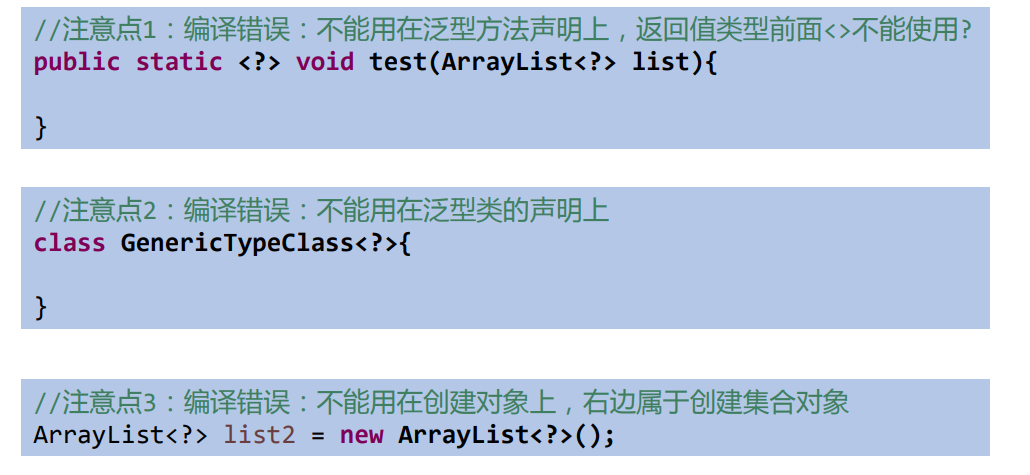 //注意点1：编译错误：不能用在泛型方法声明上，返回值类型前面<>不能使用?
public static <?> void test(ArrayList<?> list){
}
//注意点2：编译错误：不能用在泛型类的声明上
class GenericTypeClass<?>{
}
//注意点3：编译错误：不能用在创建对象上，右边属于创建集合对象
ArrayList<?> list2 = new ArrayList<?>();